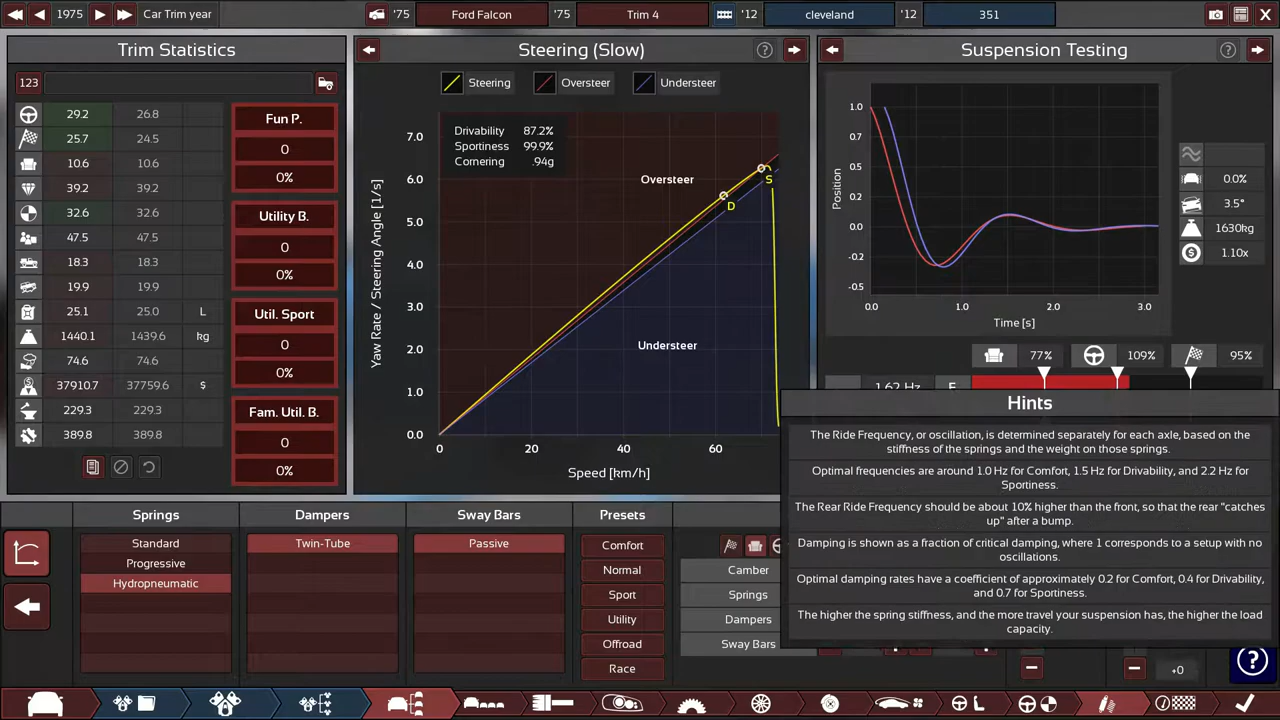 1975
Car Trim year
'75
Ford Falcon
'75
Trim 4
'12
cleveland
'12
351
Trim Statistics
123
29.2 26.8
25.7 24.5
10.6 10.6
39.2 39.2
32.6 32.6
47.5 47.5
18.3 18.3
19.9 19.9
25.1 25.0 L
1440.1 1439.6 kg
74.6 74.6
37910.7 37759.6 $
229.3 229.3
389.8 389.8
Fun P.
0
0%
Utility B.
0
0%
Util. Sport
0
0%
Fam. Util. B.
0
0%
Steering (Slow)
?
Steering
Oversteer
Understeer
Drivability 87.2%
Sportiness 99.9%
Cornering .94g
Oversteer
Understeer
D
S
Yaw Rate / Steering Angle [1/s]
7.0
6.0
5.0
4.0
3.0
2.0
1.0
0.0
0 20 40 60
Speed [km/h]
Suspension Testing
?
Position
1.0
0.7
0.5
0.2
0.0
-0.2
-0.5
0.0 1.0 2.0 3.0
Time [s]
0.0%
3.5°
1630kg
1.10x
77%
109%
95%
1.62 Hz
F
Hints
The Ride Frequency, or oscillation, is determined separately for each axle, based on the
stiffness of the springs and the weight on those springs.
Optimal frequencies are around 1.0 Hz for Comfort, 1.5 Hz for Drivability, and 2.2 Hz for
Sportiness.
The Rear Ride Frequency should be about 10% higher than the front, so that the rear "catches
up" after a bump.
Damping is shown as a fraction of critical damping, where 1 corresponds to a setup with no
oscillations.
Optimal damping rates have a coefficient of approximately 0.2 for Comfort, 0.4 for Drivability,
and 0.7 for Sportiness.
The higher the spring stiffness, and the more travel your suspension has, the higher the load
capacity.
Springs
Standard
Progressive
Hydropneumatic
Dampers
Twin-Tube
Sway Bars
Passive
Presets
Comfort
Normal
Sport
Utility
Offroad
Race
Camber
Springs
Dampers
Sway Bars
+0
?